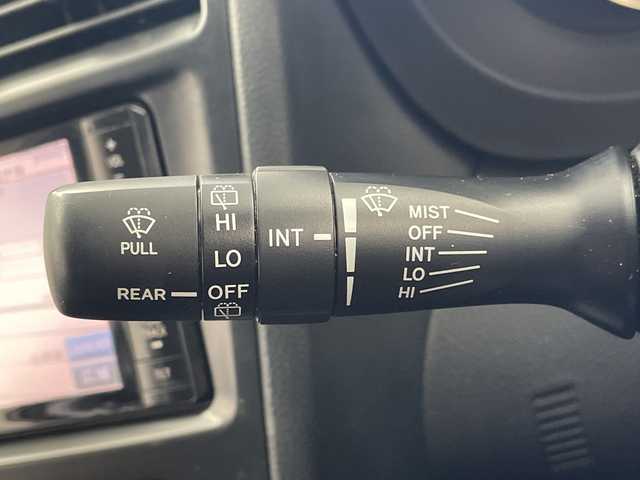 PULL
REAR
HI
LO
OFF
INT
MIST
OFF
INT
LO
HI